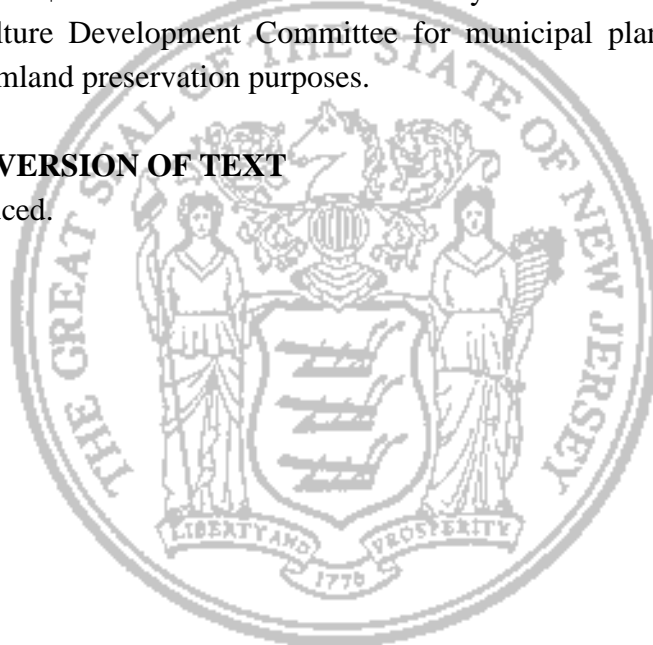 lture Development Committee for municipal plan
mland preservation purposes.
VERSION OF TEXT
iced.
THE GREAT SEAL OF THE STATE OF NEW JERSEY
LIBERTY AND PROSPERITY
1776